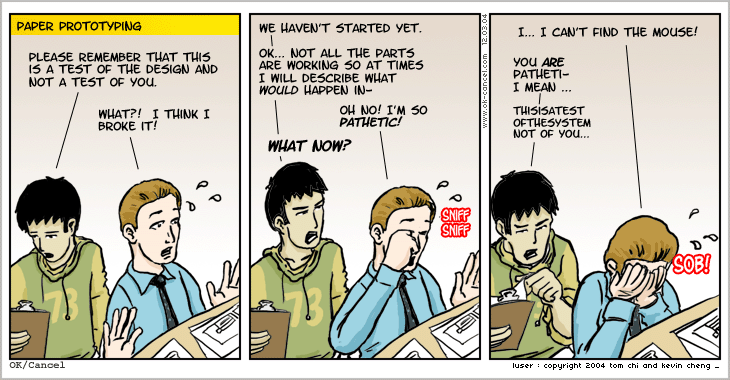 PAPER PROTOTYPING
PLEASE REMEMBER THAT THIS
IS A TEST OF THE DESIGN AND
NOT A TEST OF YOU.
WHAT?! I THINK I
BROKE IT!
73
WE HAVEN'T STARTED YET.
OK... NOT ALL THE PARTS
ARE WORKING SO AT TIMES
I WILL DESCRIBE WHAT
WOULD HAPPEN IN-
OH NO! I'M SO
PATHETIC!
WHAT NOW?
SNIFF
SNIFF
73
www.ok-cancel.com 12.03.04
I... I CAN'T FIND THE MOUSE!
YOU ARE
PATHETI-
I MEAN ...
THISISATEST
OFTHESYSTEM
NOT OF YOU...
SOB!
73
OK/Cancel
luser : copyright 2004 tom chi and kevin cheng _